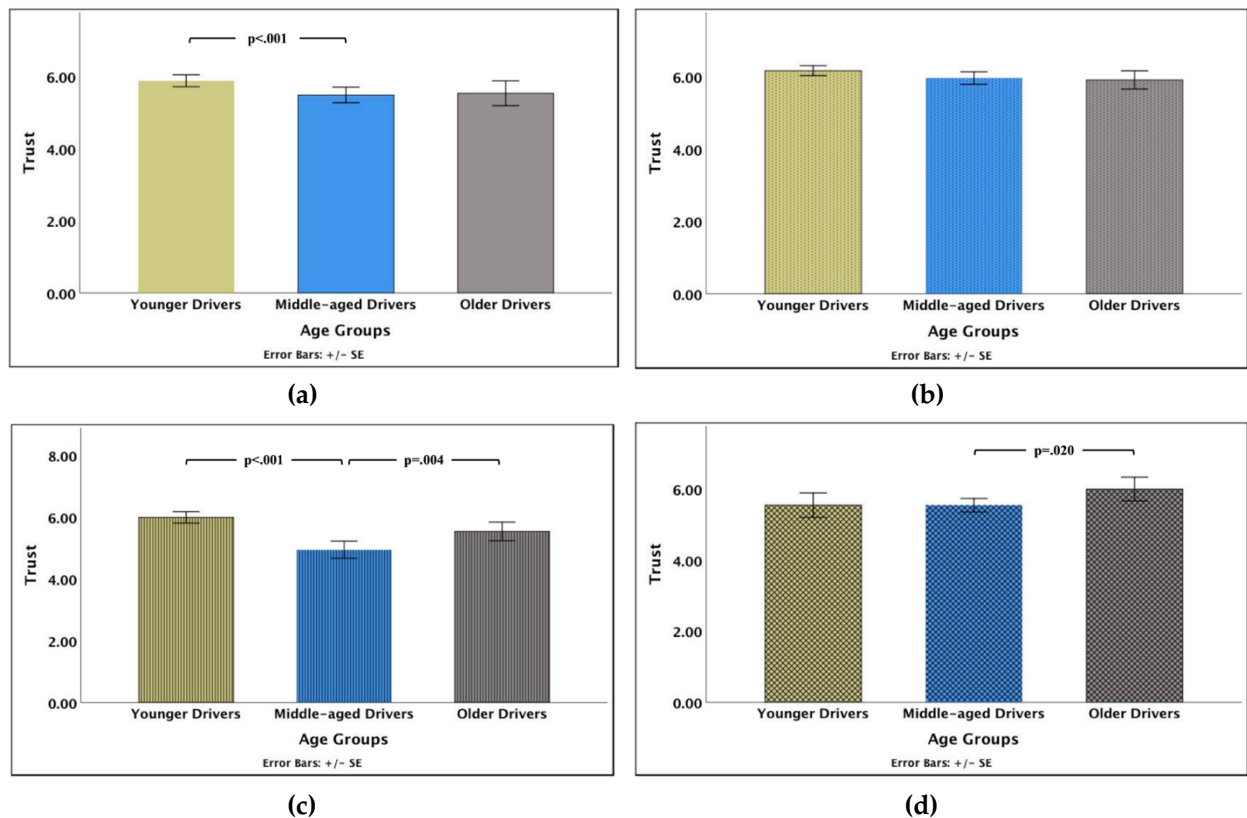 p<.001
6.00
4.00
2.00
0.00
Trust
Younger Drivers Middle-aged Drivers Older Drivers
Age Groups
Error Bars: +/- SE
(a)
6.00
4.00
2.00
0.00
Trust
Younger Drivers Middle-aged Drivers Older Drivers
Age Groups
Error Bars: +/- SE
(b)
8.00
p<.001 p=.004
6.00
4.00
2.00
0.00
Trust
Younger Drivers Middle-aged Drivers Older Drivers
Age Groups
Error Bars: +/- SE
(c)
p=.020
6.00
4.00
2.00
0.00
Trust
Younger Drivers Middle-aged Drivers Older Drivers
Age Groups
Error Bars: +/- SE
(d)